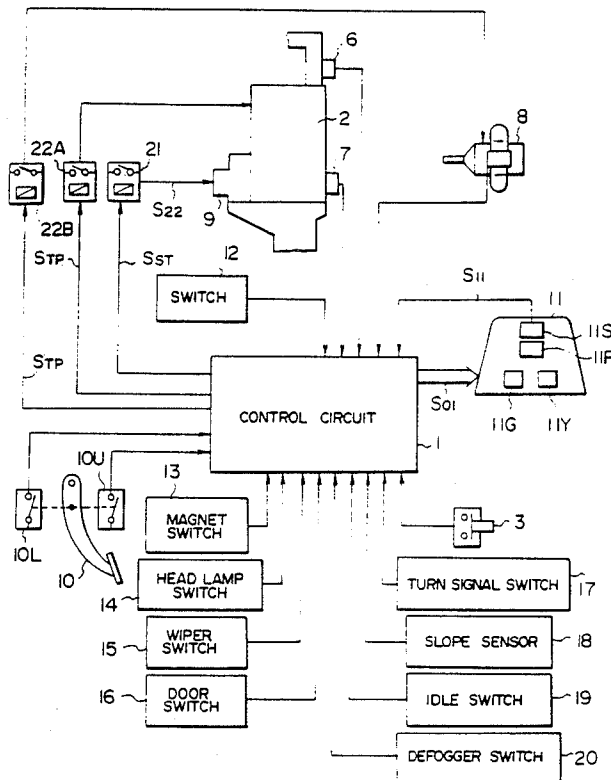 6
2
8
22A
21
7
22B
S22
9
STP
SST
12
SWITCH
S11
11
11S
11P
STP
CONTROL CIRCUIT
S01
11G
11Y
1
10U
13
MAGNET
SWITCH
3
10L
10
HEAD LAMP
SWITCH
14
TURN SIGNAL SWITCH
17
WIPER
SWITCH
15
SLOPE SENSOR
18
DOOR
SWITCH
16
IDLE SWITCH
19
DEFOGGER SWITCH
20